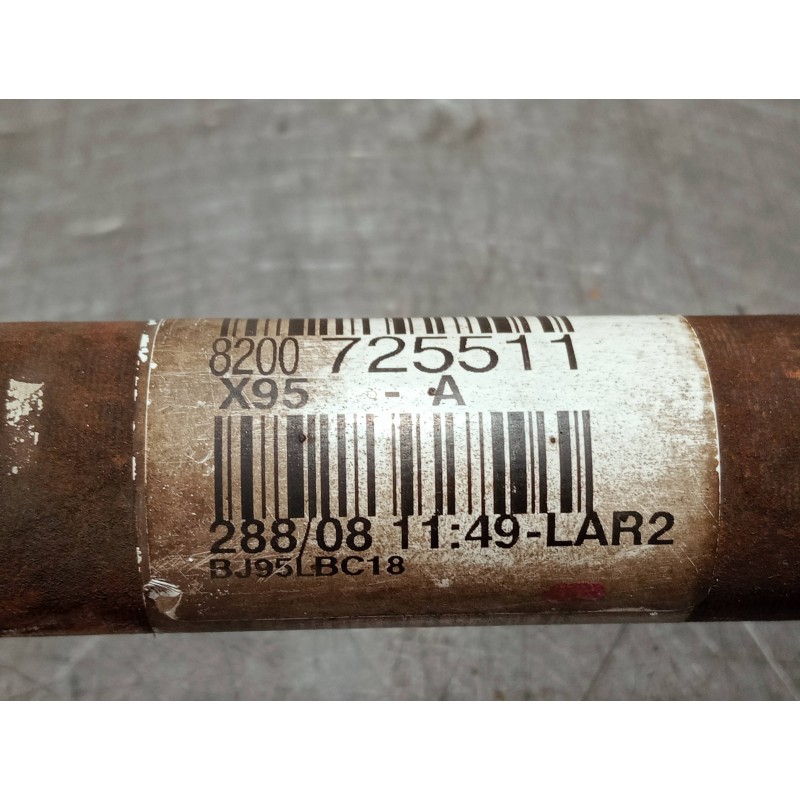 8200 725511
X95 - A
288/08 11:49-LAR2
BJ95LBC18